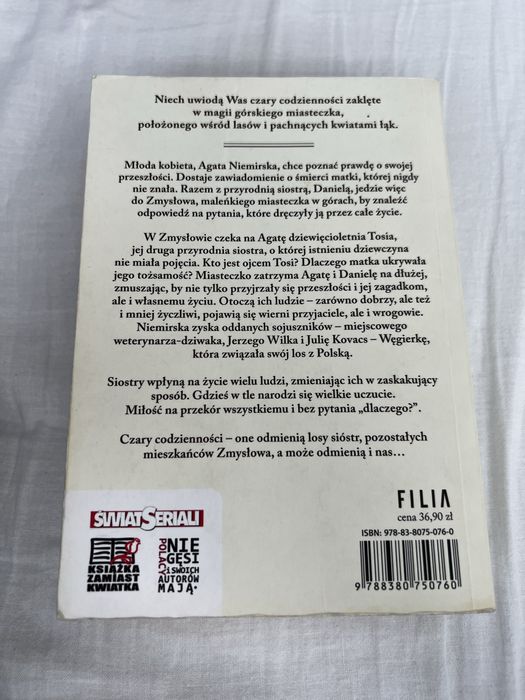 Niech uwiodą Was czary codzienności zaklęte
w magii górskiego miasteczka,
położonego wśród lasów i pachnących kwiatami łąk.
Młoda kobieta, Agata Niemirska, chce poznać prawdę o swojej
przeszłości. Dostaje zawiadomienie o śmierci matki, której nigdy
nie znała. Razem z przyrodnią siostrą, Danielą, jedzie więc
do Zmysłowa, maleńkiego miasteczka w górach, by znaleźć
odpowiedź na pytania, które dręczyły ją przez całe życie.
W Zmysłowie czeka na Agatę dziewięcioletnia Tosia,
jej druga przyrodnia siostra, o której istnieniu dziewczyna
nie miała pojęcia. Kto jest ojcem Tosi? Dlaczego matka ukrywała
jego tożsamość? Miasteczko zatrzyma Agatę i Danielę na dłużej,
zmuszając, by nie tylko przyjrzały się przeszłości i jej zagadkom,
ale i własnemu życiu. Otoczą ich ludzie – zarówno dobrzy, ale też
i mniej życzliwi, pojawią się wierni przyjaciele, ale i wrogowie.
Niemirska zyska oddanych sojuszników – miejscowego
weterynarza-dziwaka, Jerzego Wilka i Julię Kovacs – Węgierkę,
która związała swój los z Polską.
Siostry wpłyną na życie wielu ludzi, zmieniając ich w zaskakujący
sposób. Gdzieś w tle narodzi się wielkie uczucie.
Miłość na przekór wszystkiemu i bez pytania „dlaczego?”.
Czary codzienności – one odmienią losy sióstr, pozostałych
mieszkańców Zmysłowa, a może odmienią i nas…
FILIA
cena 36,90 zł
ISBN: 978-83-8075-076-0
9 788380 750760
ŚWIAT SERIALI
KSIĄŻKA
ZAMIAST
KWIATKA
POLACY
NIE
GĘSI
I SWOICH
AUTORÓW
MAJĄ.